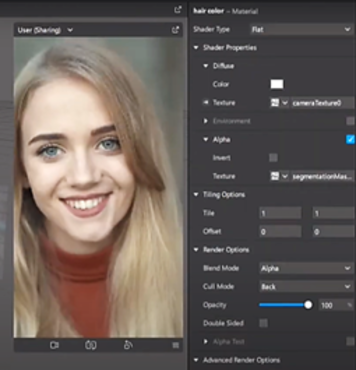 User (Sharing)
hair color – Material
Shader Type Flat
Shader Properties
Diffuse
Color
Texture cameraTexture0
Environment
Alpha
Invert
Texture segmentationMas...
Tiling Options
Tile 1 1
Offset 0 0
Render Options
Blend Mode Alpha
Cull Mode Back
Opacity 100
Double Sided
Alpha Test
Advanced Render Options